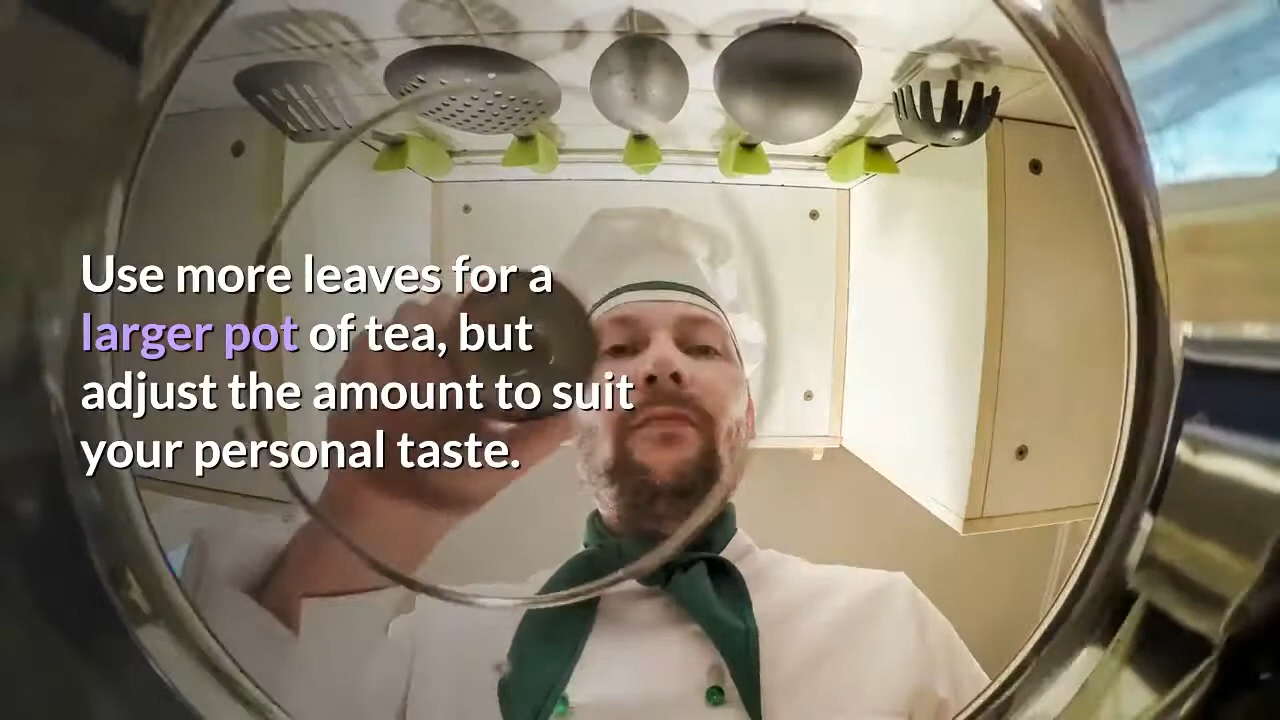 Use more leaves for a
larger pot of tea, but
adjust the amount to suit
your personal taste.